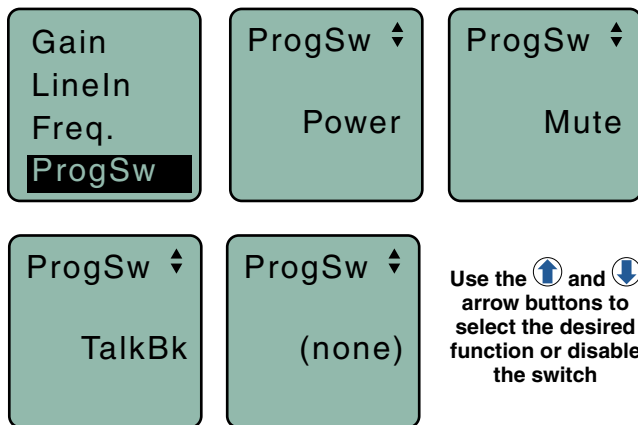 Gain
LineIn
Freq.
ProgSw
ProgSw
Power
ProgSw
Mute
ProgSw
TalkBk
ProgSw
(none)
Use the and
arrow buttons to
select the desired
function or disable
the switch